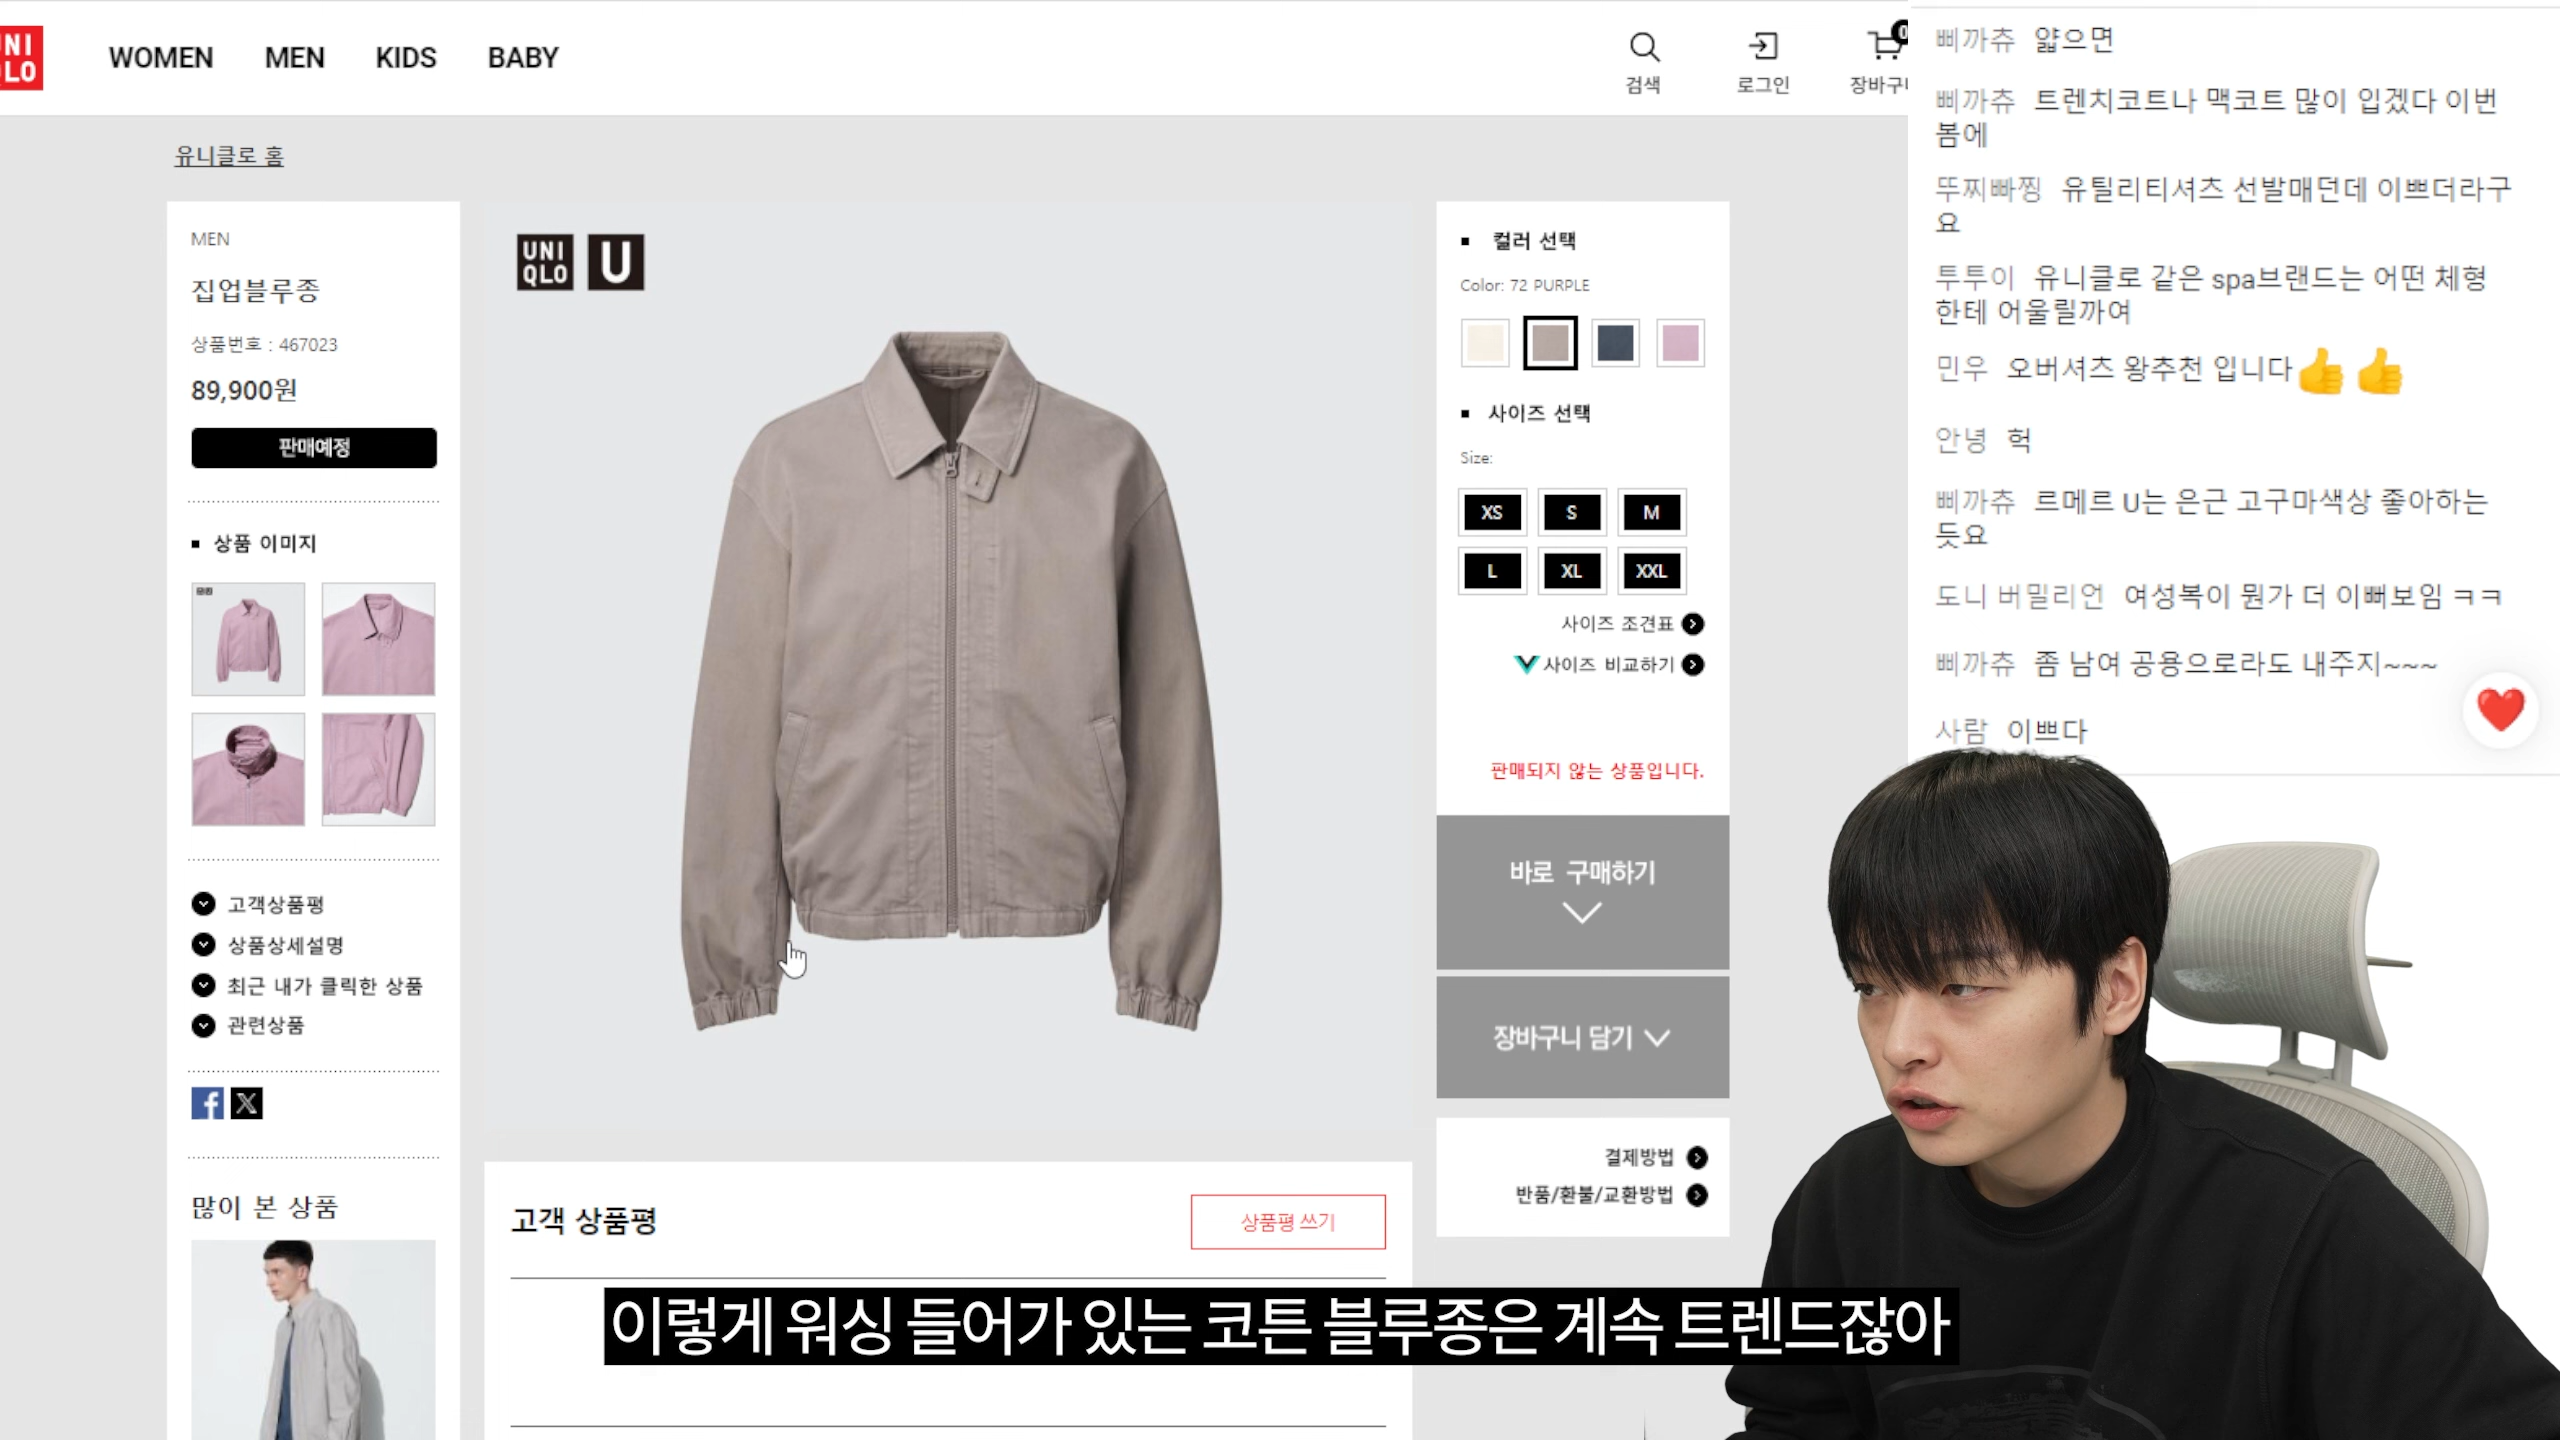 UNI
QLO
WOMEN MEN KIDS BABY
검색
로그인
0
유니클로 홈
MEN
집업블루종
상품번호 : 467023
89,900원
판매예정
상품 이미지
고객상품평
상품상세설명
최근 내가 클릭한 상품
관련상품
많이 본 상품
UNI
QLO
U
고객 상품평
상품평 쓰기
컬러 선택
Color: 72 PURPLE
사이즈 선택
Size:
XS S M
L XL XXL
사이즈 조견표
사이즈 비교하기
판매되지 않는 상품입니다.
바로 구매하기
장바구니 담기
결제방법
반품/환불/교환방법
삐까츄 얇으면
삐까츄 트렌치코트나 맥코트 많이 입겠다 이번
봄에
뚜찌빠찡 유틸리티셔츠 선발매던데 이쁘더라구
요
투투이 유니클로 같은 spa브랜드는 어떤 체형
한테 어울릴까여
민우 오버셔츠 왕추천 입니다👍👍
안녕 헉
삐까츄 르메르 U는 은근 고구마색상 좋아하는
듯요
도니 버밀리언 여성복이 뭔가 더 이뻐보임 ㅋㅋ
삐까츄 좀 남여 공용으로라도 내주지~~~
사람 이쁘다
이렇게 워싱 들어가 있는 코튼 블루종은 계속 트렌드잖아